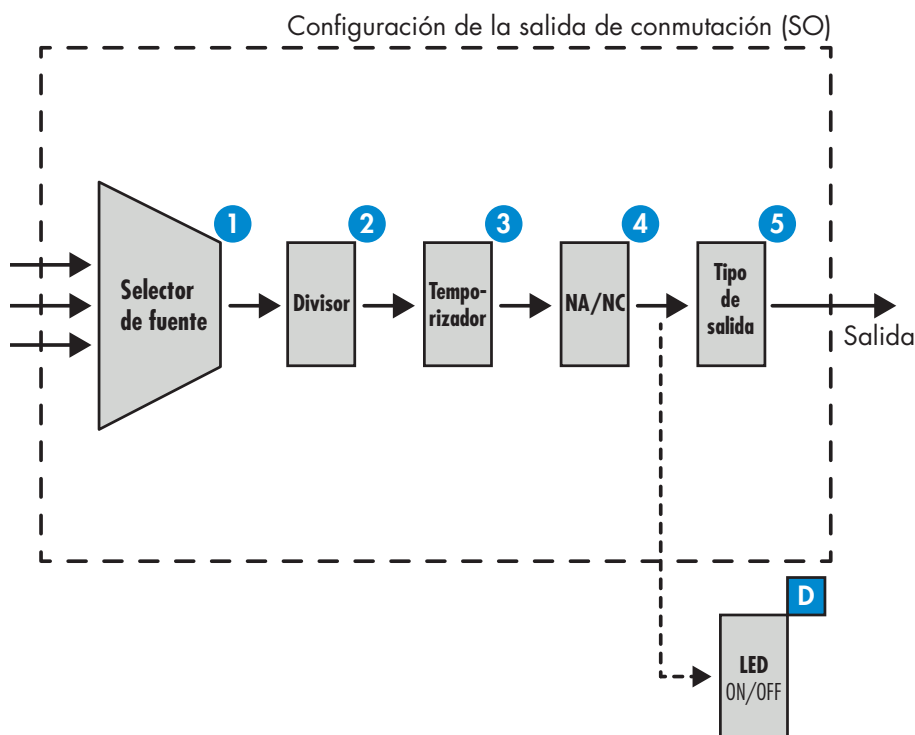 Configuración de la salida de conmutación (SO)
1
2
3
4
5
Selector
de fuente
Divisor
Tempo-
rizador
NA/NC
Tipo
de
salida
Salida
D
LED
ON/OFF